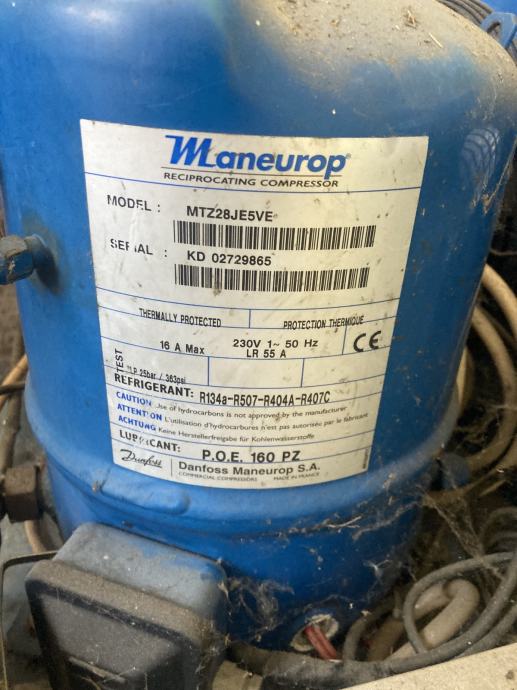 Maneurop®
RECIPROCATING COMPRESSOR
MODEL : MTZ28JE5VE
SERIAL : KD 02729865
THERMALLY PROTECTED PROTECTION THERMIQUE
16 A Max 230V 1~ 50 Hz
LR 55 A
CE
TEST
LP 25bar / 363psi
REFRIGERANT: R134a-R507-R404A-R407C
CAUTION Use of hydrocarbons is not approved by the manufacturer
ATTENTION L'utilisation d'hydrocarbures n'est pas autorisée par le fabricant
ACHTUNG Keine Herstellerfreigabe für Kohlenwasserstoffe
LUBRICANT: P.O.E. 160 PZ
Danfoss Danfoss Maneurop S.A.
COMMERCIAL COMPRESSORS MADE IN FRANCE